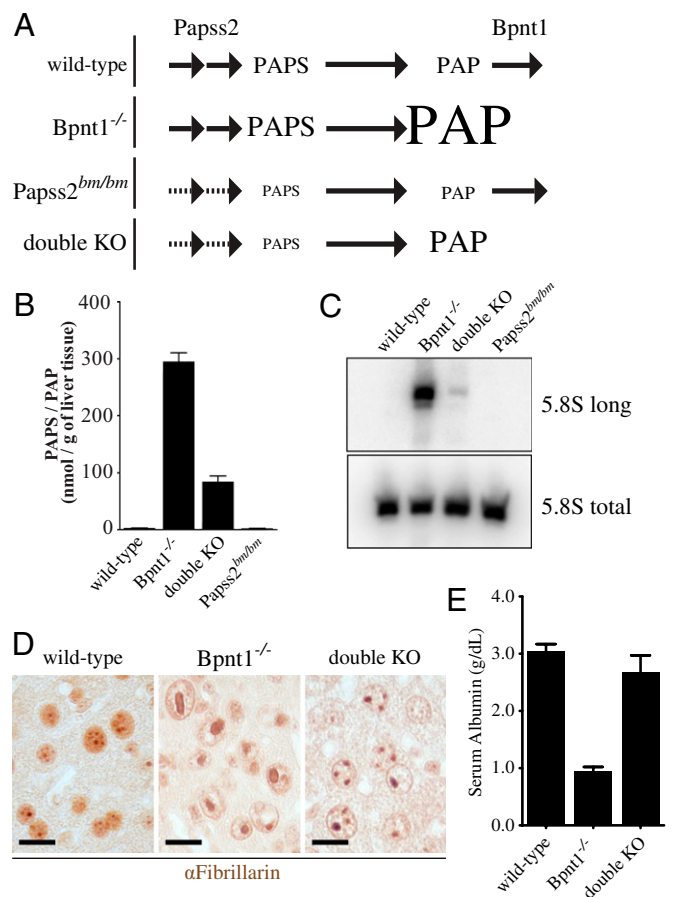 A
Papss2 Bpnt1
wild-type PAPS PAP
Bpnt1-/- PAPS PAP
Papss2bm/bm PAPS PAP
double KO PAPS PAP
B
PAPS / PAP
(nmol / g of liver tissue)
400
300
200
100
0
wild-type
Bpnt1-/-
double KO
Papss2bm/bm
C
wild-type
Bpnt1-/-
double KO
Papss2bm/bm
5.8S long
5.8S total
D
wild-type Bpnt1-/- double KO
αFibrillarin
E
Serum Albumin (g/dL)
4.0
3.0
2.0
1.0
0.0
wild-type
Bpnt1-/-
double KO